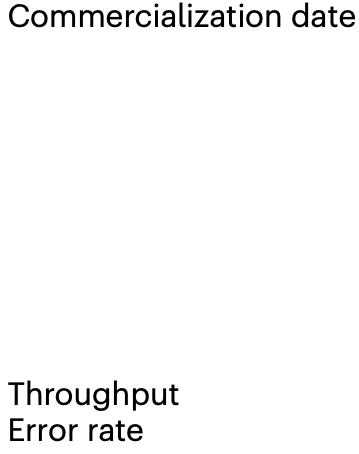 Commercialization date
Throughput
Error rate